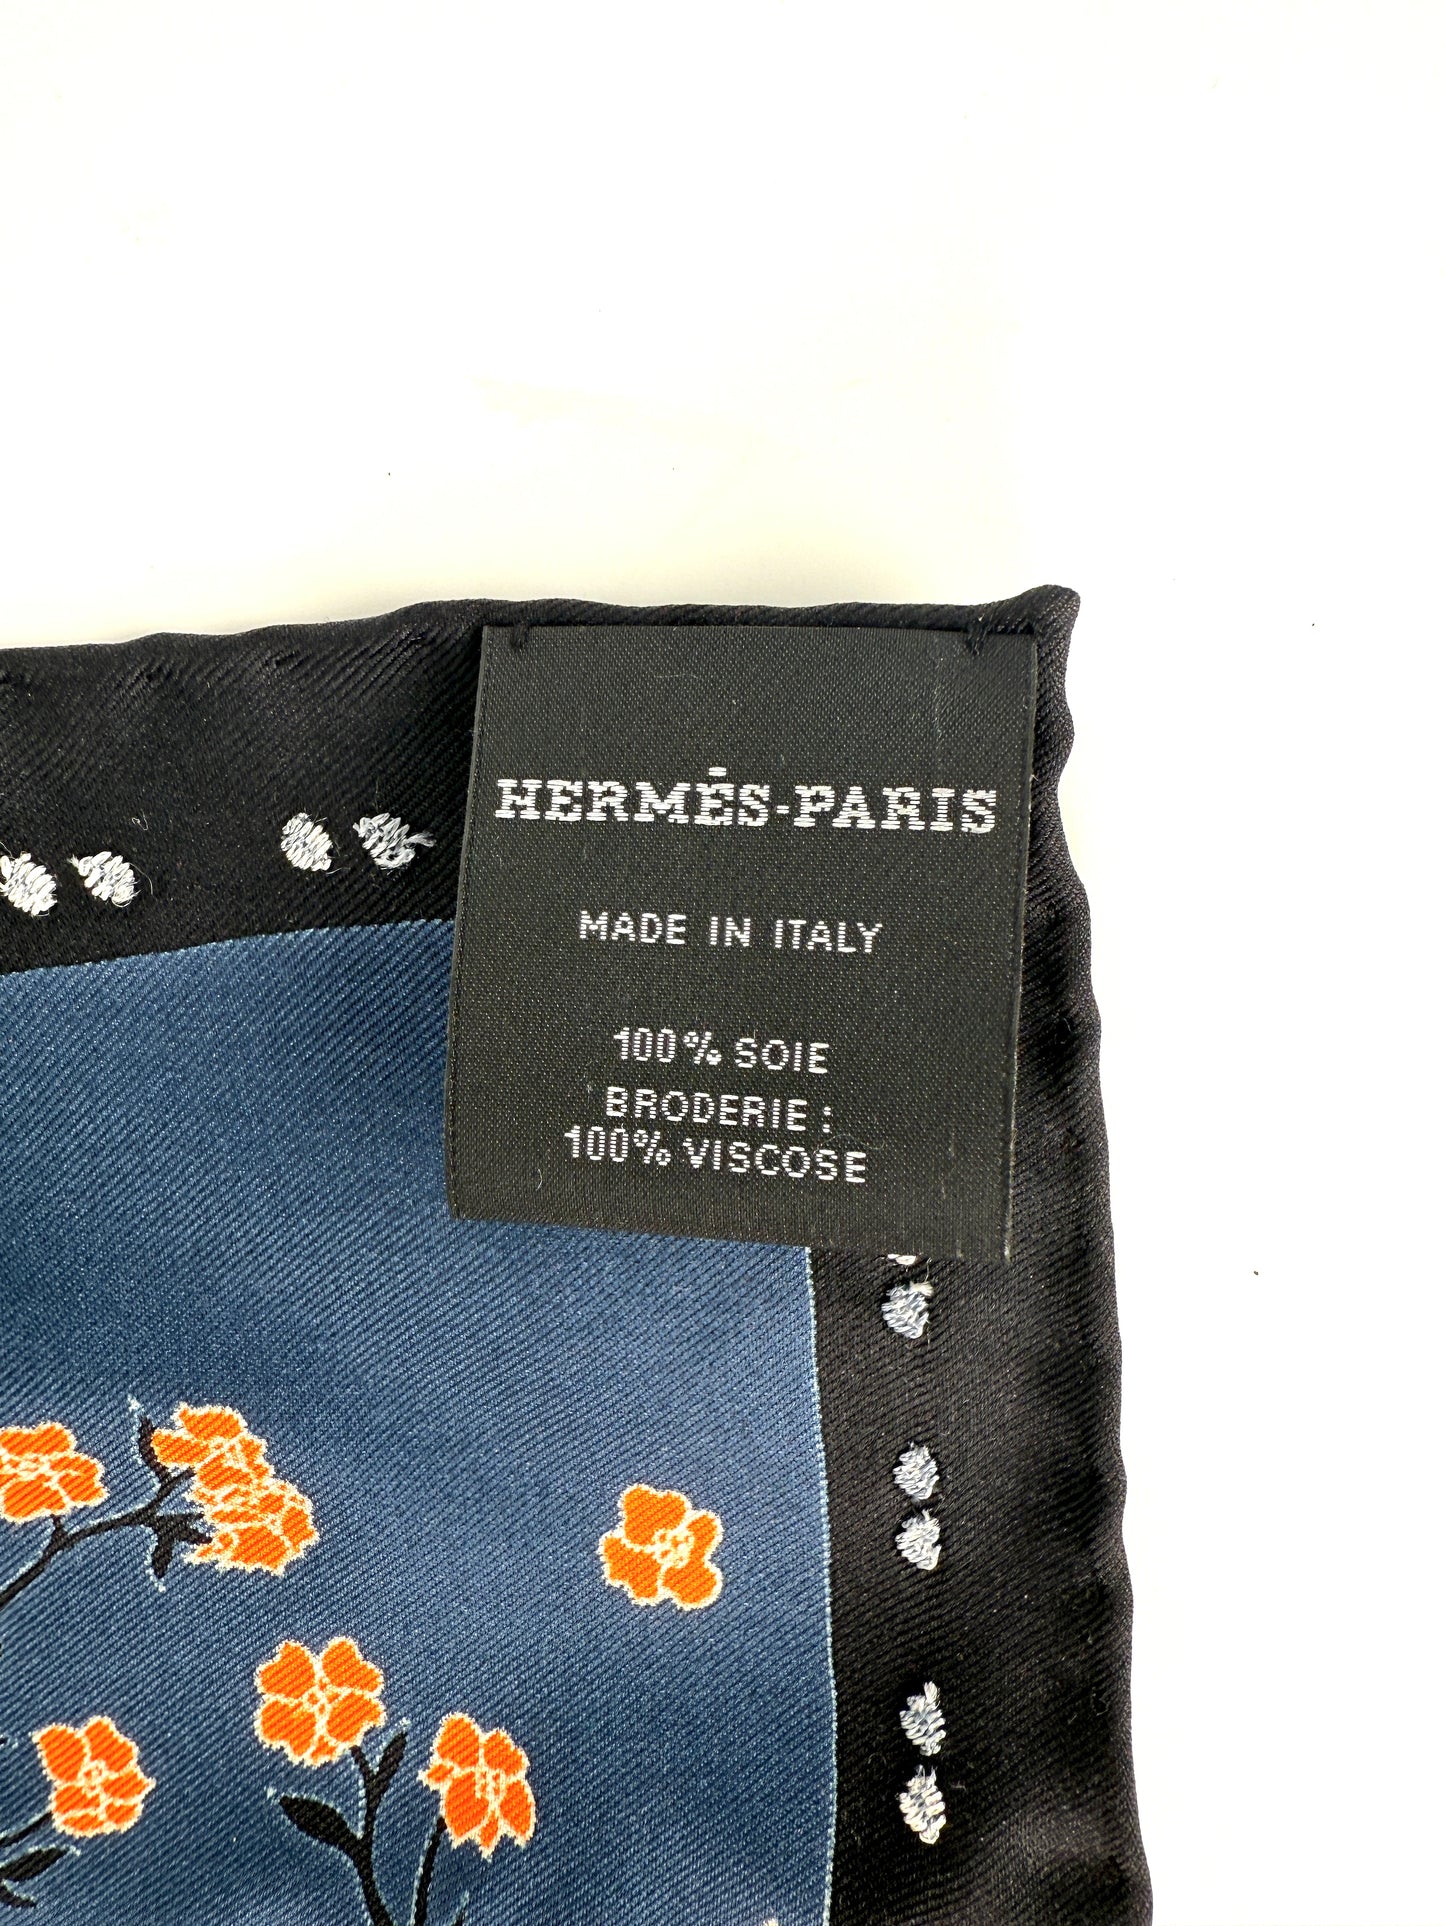 HERMÈS-PARIS
MADE IN ITALY
100% SOIE
BRODERIE :
100% VISCOSE